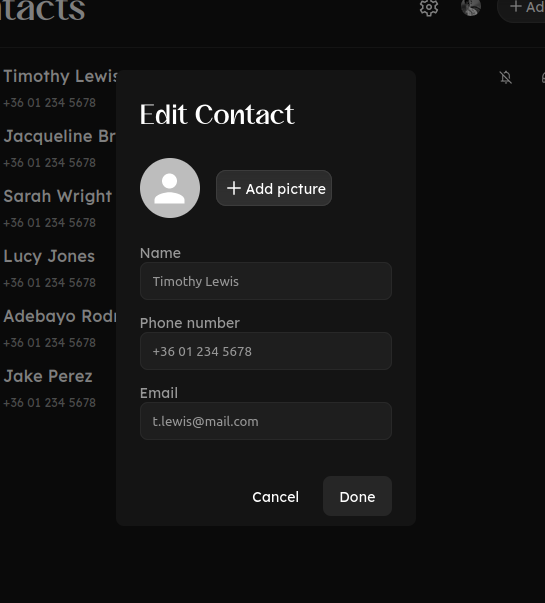 tacts
+ Ad
Timothy Lewis
+36 01 234 5678
Jacqueline Br
+36 01 234 5678
Sarah Wright
+36 01 234 5678
Lucy Jones
+36 01 234 5678
Adebayo Rodr
+36 01 234 5678
Jake Perez
+36 01 234 5678
Edit Contact
+ Add picture
Name
Timothy Lewis
Phone number
+36 01 234 5678
Email
t.lewis@mail.com
Cancel
Done